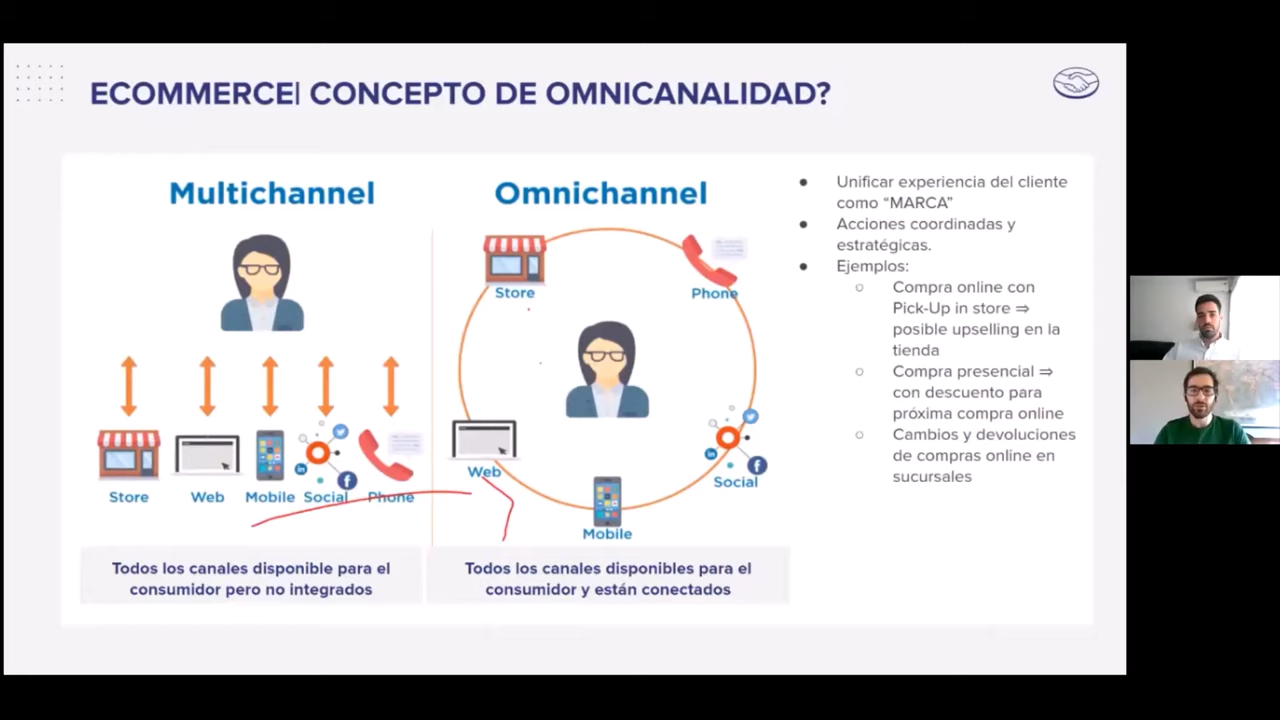 ECOMMERCE| CONCEPTO DE OMNICANALIDAD?
Multichannel
Store
Web
Mobile
Social
Phone
Todos los canales disponible para el
consumidor pero no integrados
Omnichannel
Store
Phone
Web
Social
Mobile
Todos los canales disponibles para el
consumidor y están conectados
● Unificar experiencia del cliente
como “MARCA”
● Acciones coordinadas y
estratégicas.
● Ejemplos:
○ Compra online con
Pick-Up in store ⇒
posible upselling en la
tienda
○ Compra presencial ⇒
con descuento para
próxima compra online
○ Cambios y devoluciones
de compras online en
sucursales